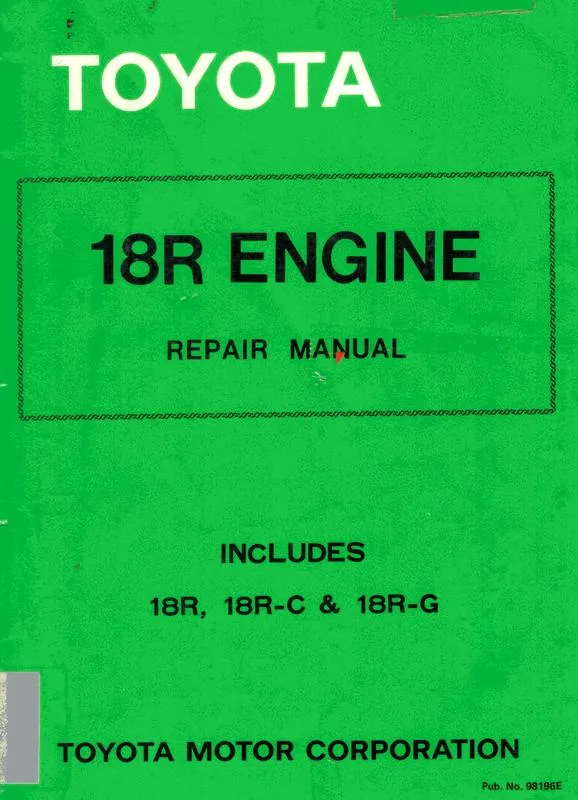 TOYOTA
18R ENGINE
REPAIR MANUAL
INCLUDES
18R, 18R-C & 18R-G
TOYOTA MOTOR CORPORATION
Pub. No. 98196E